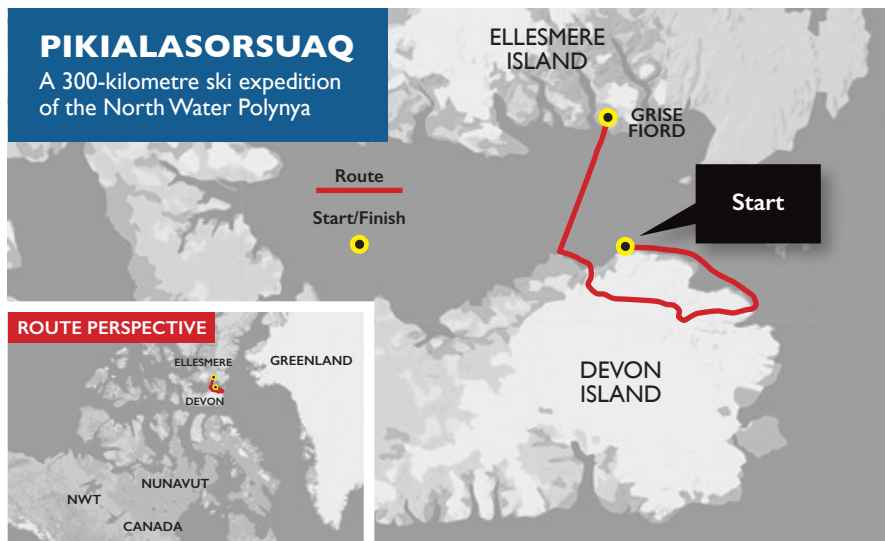 PIKIALASORSUAQ
A 300-kilometre ski expedition
of the North Water Polynya
ELLESMERE
ISLAND
GRISE
FIORD
Route
Start/Finish
Start
DEVON
ISLAND
ROUTE PERSPECTIVE
ELLESMERE
GREENLAND
DEVON
NUNAVUT
NWT
CANADA